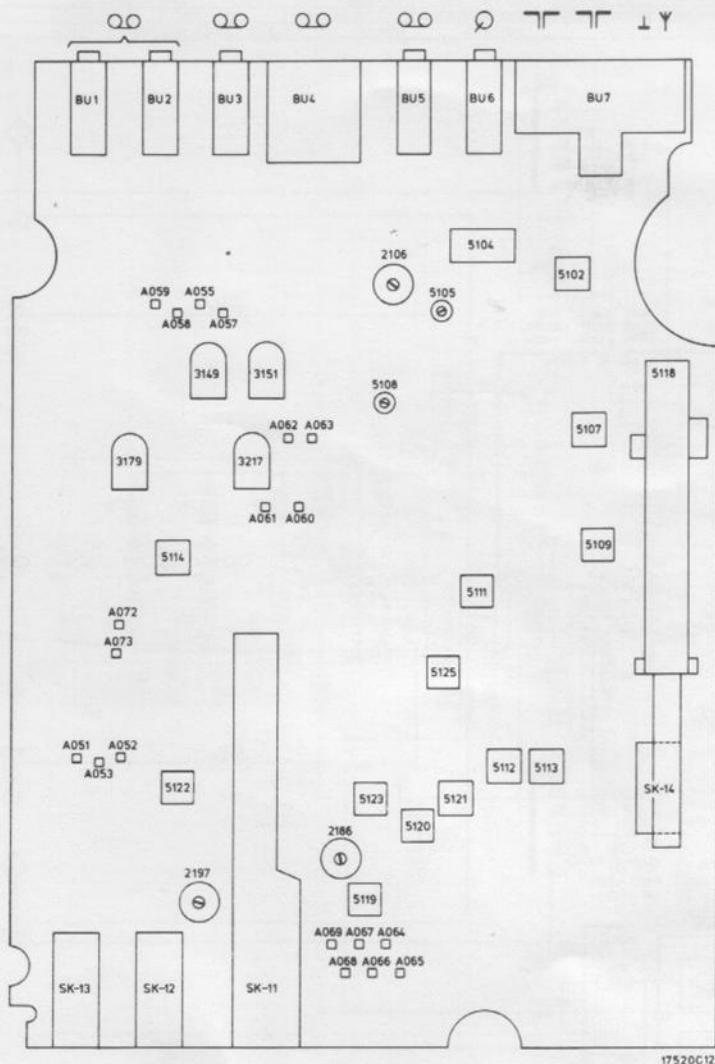 BU1 BU2 BU3 BU4 BU5 BU6 BU7
5104
2106
5102
5105
A059 A055
A058 A057
3149 3151
5118
5108
A062 A063
5107
3179 3217
A061 A060
5109
5114
5111
A072
A073
5125
A051 A052
A053
5112 5113
5122
5123 5121
SK-14
5120
2186
2197
5119
A069 A067 A064
A068 A066 A065
SK-13 SK-12 SK-11
17520C12